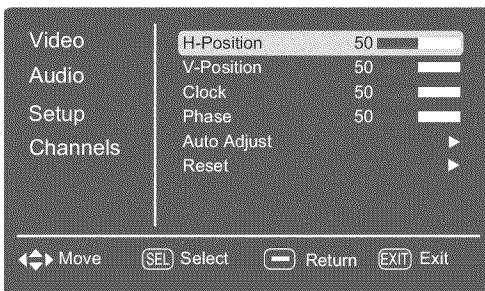 Video
Audio
Setup
Channels
H-Position 50
V-Position 50
Clock 50
Phase 50
Auto Adjust
Reset
Move SEL Select Return EXIT Exit